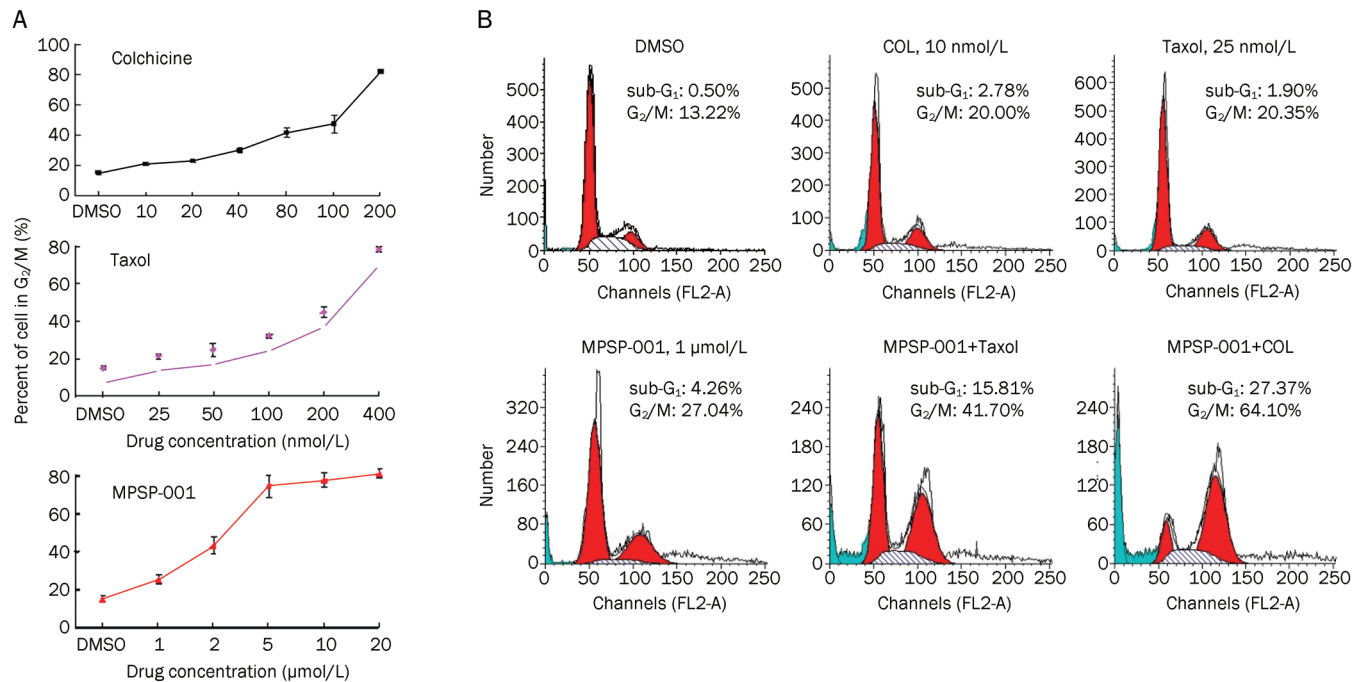 A
Percent of cell in G₂/M (%)
Colchicine
100
80
60
40
20
0
DMSO 10 20 40 80 100 200
Taxol
80
60
40
20
0
DMSO 25 50 100 200 400
Drug concentration (nmol/L)
MPSP-001
80
60
40
20
0
DMSO 1 2 5 10 20
Drug concentration (µmol/L)
B
DMSO
sub-G₁: 0.50%
G₂/M: 13.22%
Number
500
400
300
200
100
0
0 50 100 150 200 250
Channels (FL2-A)
COL, 10 nmol/L
sub-G₁: 2.78%
G₂/M: 20.00%
500
400
300
200
100
0
0 50 100 150 200 250
Channels (FL2-A)
Taxol, 25 nmol/L
sub-G₁: 1.90%
G₂/M: 20.35%
600
500
400
300
200
100
0
0 50 100 150 200 250
Channels (FL2-A)
MPSP-001, 1 µmol/L
sub-G₁: 4.26%
G₂/M: 27.04%
Number
320
240
160
80
0
0 50 100 150 200 250
Channels (FL2-A)
MPSP-001+Taxol
sub-G₁: 15.81%
G₂/M: 41.70%
240
180
120
60
0
0 50 100 150 200 250
Channels (FL2-A)
MPSP-001+COL
sub-G₁: 27.37%
G₂/M: 64.10%
240
180
120
60
0
0 50 100 150 200 250
Channels (FL2-A)